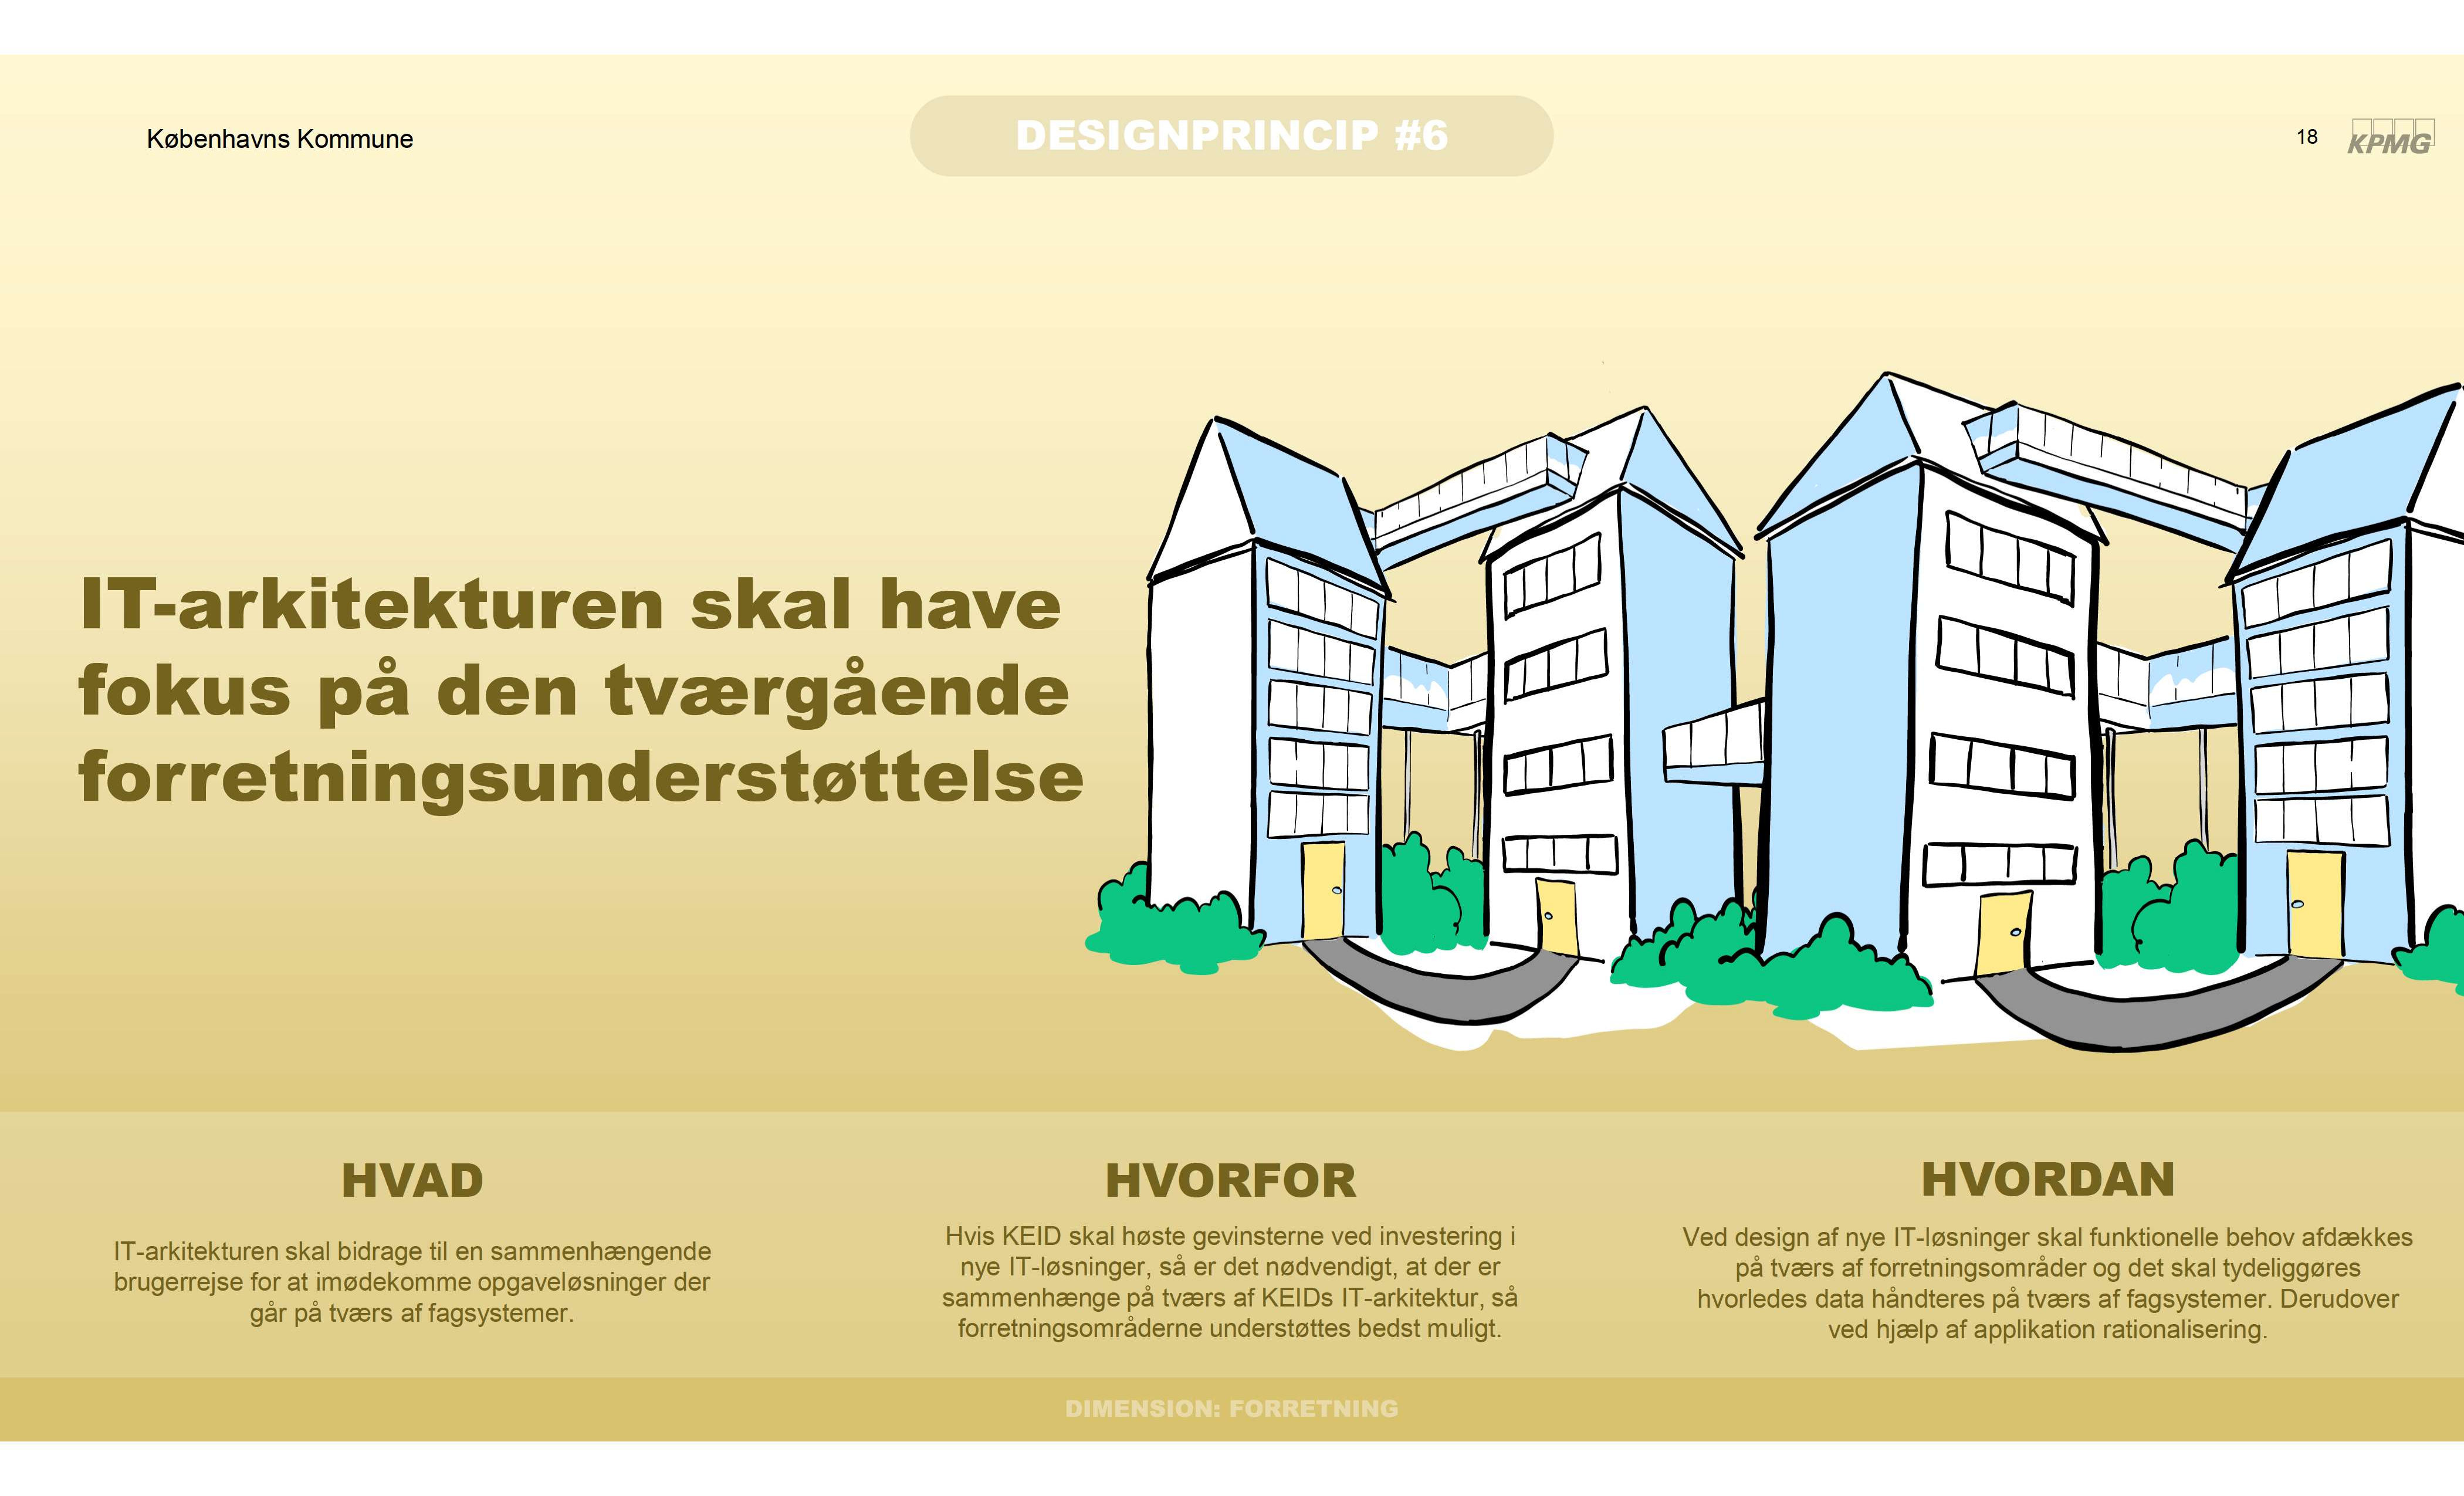 Københavns Kommune
DESIGNPRINCIP #6
18
KPMG
IT-arkitekturen skal have
fokus på den tværgående
forretningsunderstøttelse
HVAD
IT-arkitekturen skal bidrage til en sammenhængende
brugerrejse for at imødekomme opgaveløsninger der
går på tværs af fagsystemer.
HVORFOR
Hvis KEID skal høste gevinsterne ved investering i
nye IT-løsninger, så er det nødvendigt, at der er
sammenhænge på tværs af KEIDs IT-arkitektur, så
forretningsområderne understøttes bedst muligt.
HVORDAN
Ved design af nye IT-løsninger skal funktionelle behov afdækkes
på tværs af forretningsområder og det skal tydeliggøres
hvorledes data håndteres på tværs af fagsystemer. Derudover
ved hjælp af applikation rationalisering.
DIMENSION: FORRETNING